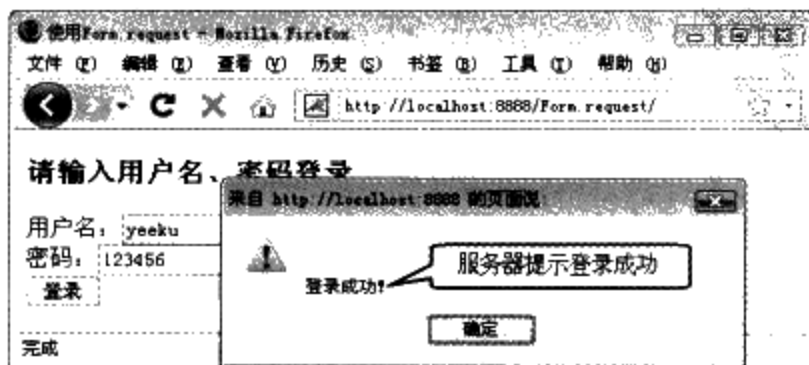 使用Form.request - Mozilla Firefox
文件 (F) 编辑 (E) 查看 (V) 历史 (S) 书签 (B) 工具 (T) 帮助 (H)
http://localhost:8888/Form.request/
请输入用户名、密码登录
来自 http://localhost:8888 的页面说:
用户名: yeeku
密码: 123456
登录
服务器提示登录成功
登录成功!
确定
完成